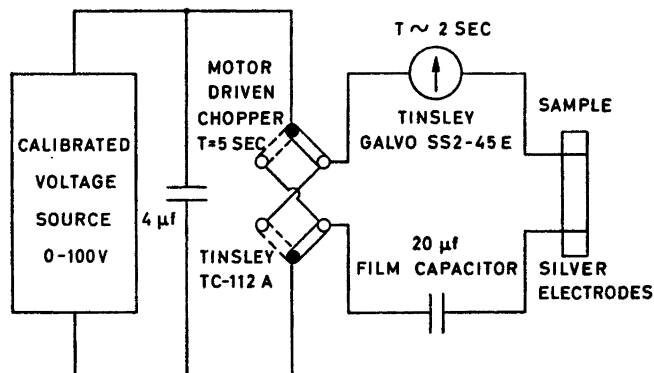 CALIBRATED
VOLTAGE
SOURCE
0-100V
4 μf
MOTOR
DRIVEN
CHOPPER
T=5 SEC
TINSLEY
TC-112 A
T ~ 2 SEC
TINSLEY
GALVO SS2-45E
20 μf
FILM CAPACITOR
SAMPLE
SILVER
ELECTRODES